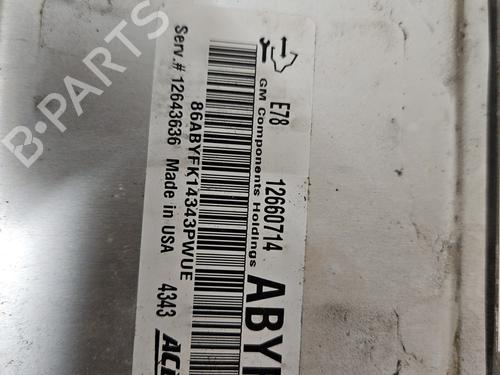 E78
12660714
GM Components Holdings
ABY
86ABYFK14343PWUE
Serv.# 12643636 Made in USA 4343
B-PARTS